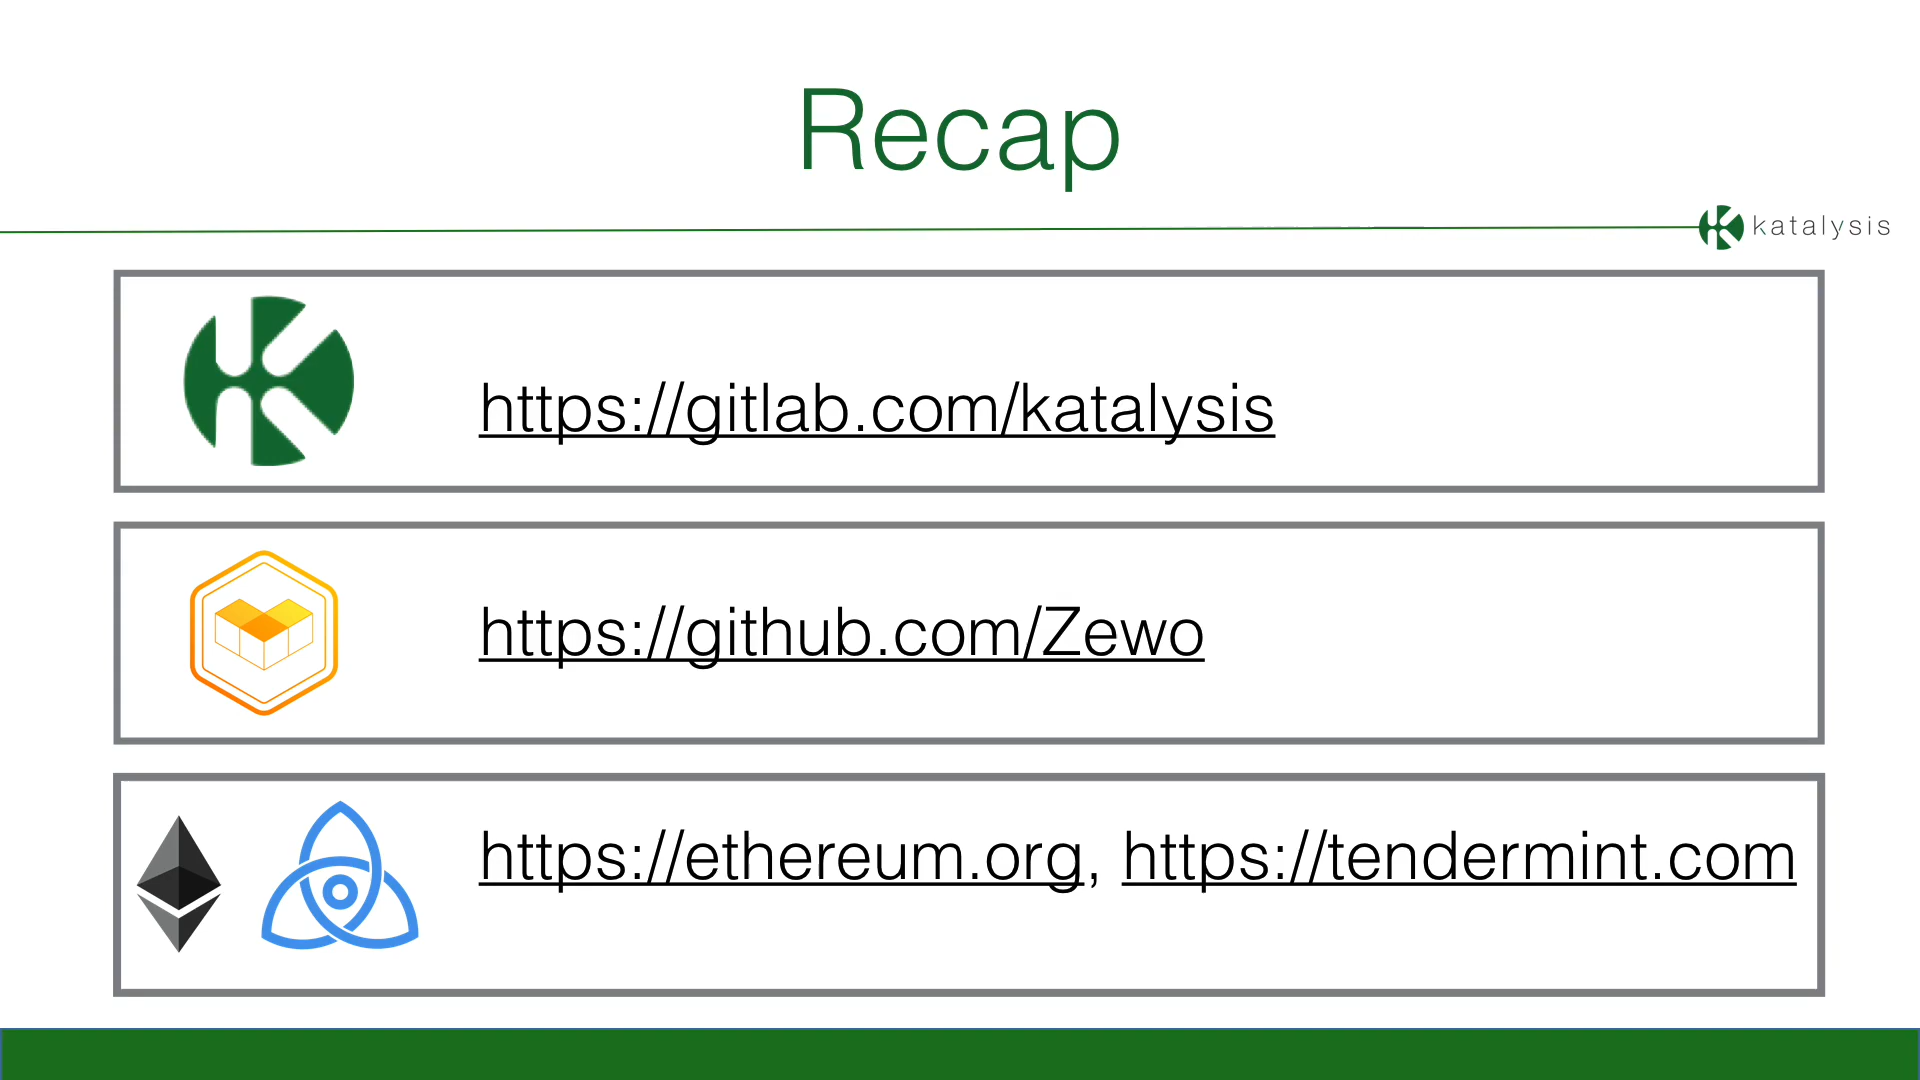 Recap
katalysis
https://gitlab.com/katalysis
https://github.com/Zewo
https://ethereum.org, https://tendermint.com